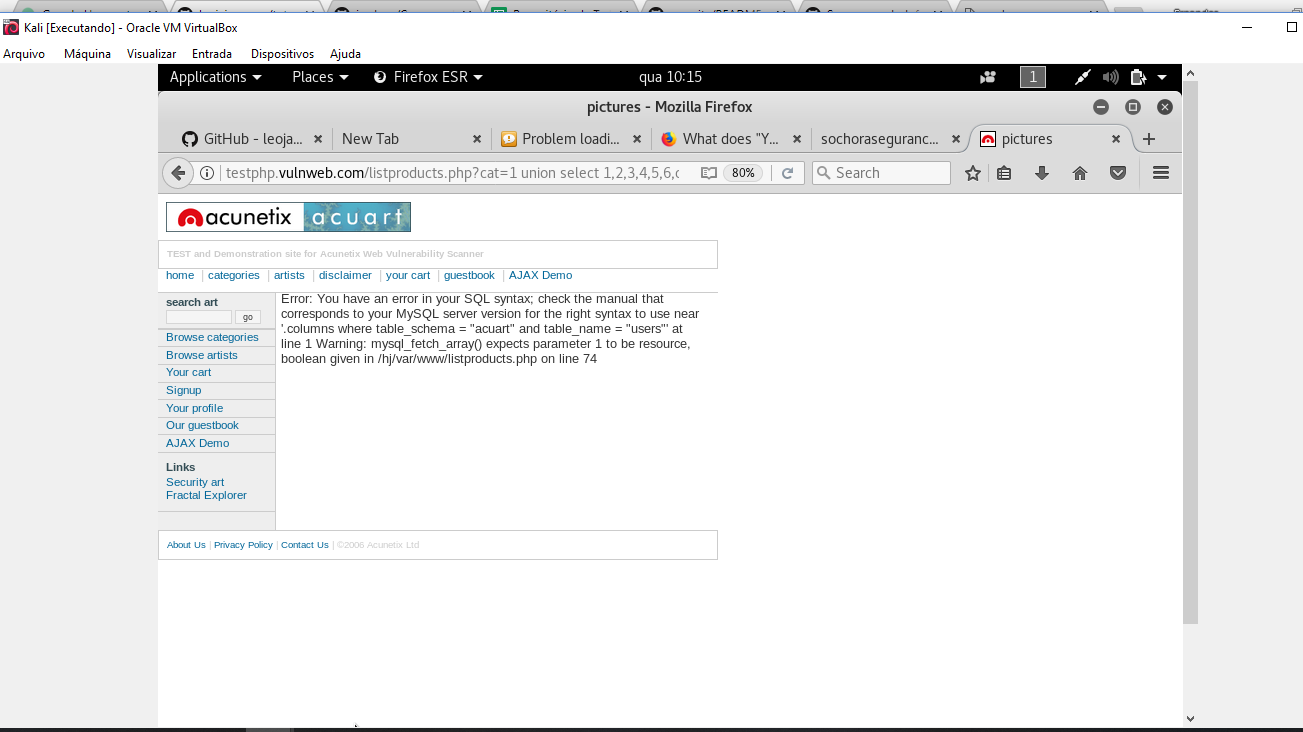 Kali [Executando] - Oracle VM VirtualBox
Arquivo Máquina Visualizar Entrada Dispositivos Ajuda
Applications Places Firefox ESR qua 10:15 1
pictures - Mozilla Firefox
GitHub - leoja... New Tab Problem loadi... What does "Y... sochoraseguranc... pictures
testphp.vulnweb.com/listproducts.php?cat=1 union select 1,2,3,4,5,6,c 80% Search
acunetix acuart
TEST and Demonstration site for Acunetix Web Vulnerability Scanner
home | categories | artists | disclaimer | your cart | guestbook | AJAX Demo
search art
go
Browse categories
Browse artists
Your cart
Signup
Your profile
Our guestbook
AJAX Demo
Links
Security art
Fractal Explorer
Error: You have an error in your SQL syntax; check the manual that
corresponds to your MySQL server version for the right syntax to use near
'.columns where table_schema = "acuart" and table_name = "users"' at
line 1 Warning: mysql_fetch_array() expects parameter 1 to be resource,
boolean given in /hj/var/www/listproducts.php on line 74
About Us | Privacy Policy | Contact Us | ©2006 Acunetix Ltd